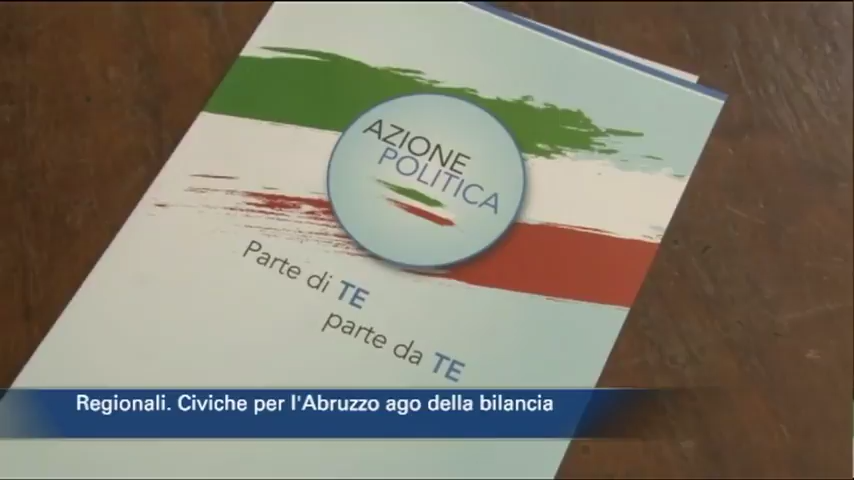 AZIONE
POLITICA
Parte di TE
parte da TE
Regionali. Civiche per l'Abruzzo ago della bilancia